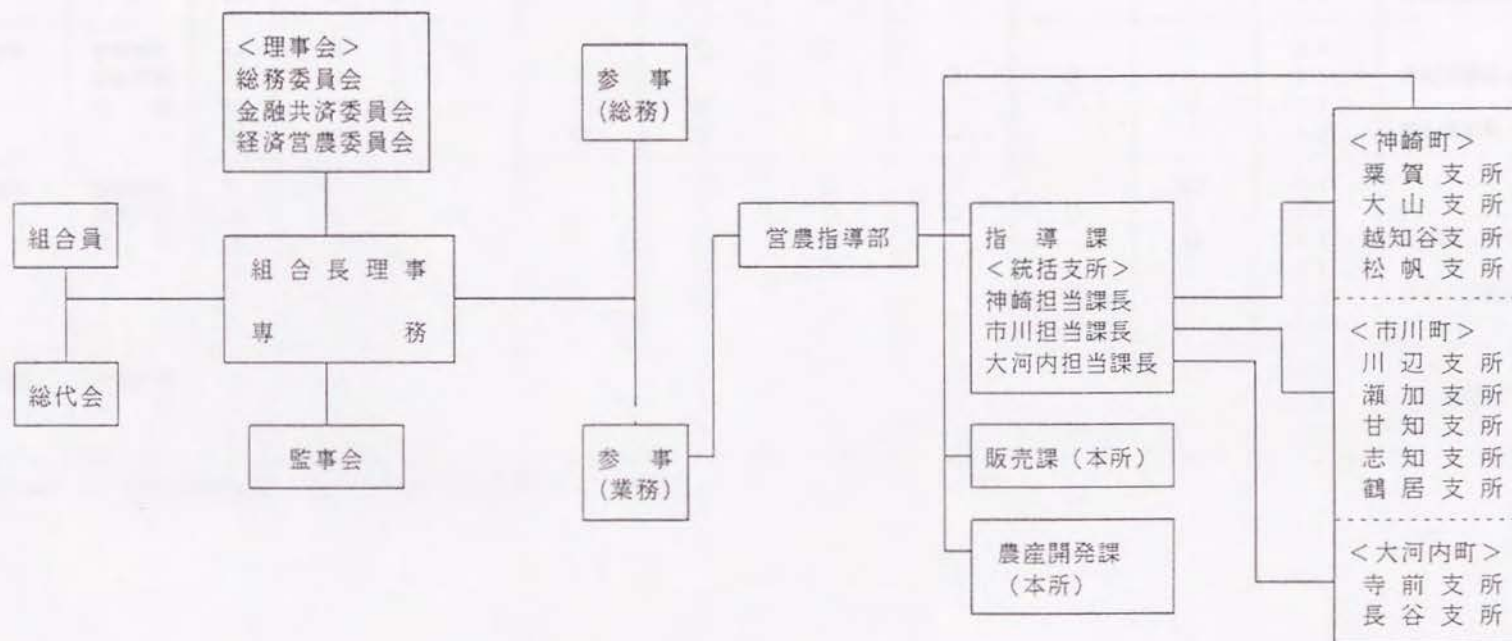 <理事会>
総務委員会
金融共済委員会
経済営農委員会
参事
(総務)
組合員
組合長理事
専務
総代会
監事会
参事
(業務)
営農指導部
指導課
<統括支所>
神崎担当課長
市川担当課長
大河内担当課長
販売課(本所)
農産開発課
(本所)
<神崎町>
粟賀支所
大山支所
越知谷支所
松帆支所
<市川町>
川辺支所
瀬加支所
甘知支所
志知支所
鶴居支所
<大河内町>
寺前支所
長谷支所